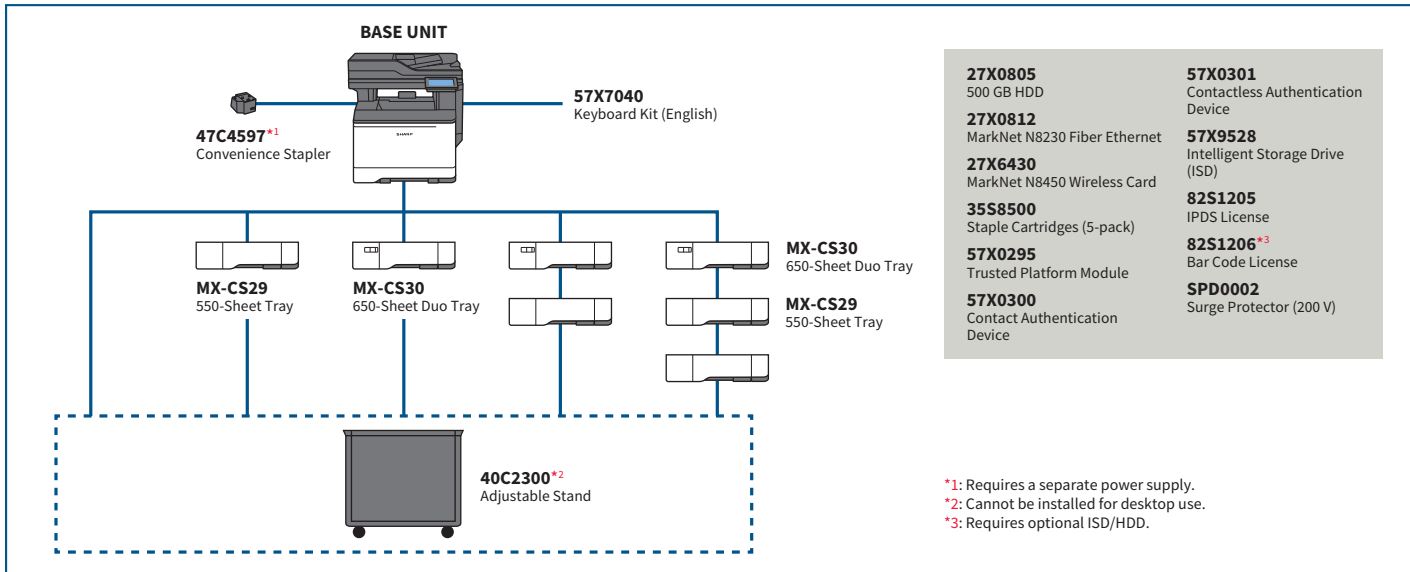 BASE UNIT
SHARP
47C4597*1
Convenience Stapler
57X7040
Keyboard Kit (English)
MX-CS29
550-Sheet Tray
MX-CS30
650-Sheet Duo Tray
MX-CS30
650-Sheet Duo Tray
MX-CS29
550-Sheet Tray
40C2300*2
Adjustable Stand
27X0805
500 GB HDD
27X0812
MarkNet N8230 Fiber Ethernet
27X6430
MarkNet N8450 Wireless Card
35S8500
Staple Cartridges (5-pack)
57X0295
Trusted Platform Module
57X0300
Contact Authentication
Device
57X0301
Contactless Authentication
Device
57X9528
Intelligent Storage Drive
(ISD)
82S1205
IPDS License
82S1206*3
Bar Code License
SPD0002
Surge Protector (200 V)
*1: Requires a separate power supply.
*2: Cannot be installed for desktop use.
*3: Requires optional ISD/HDD.